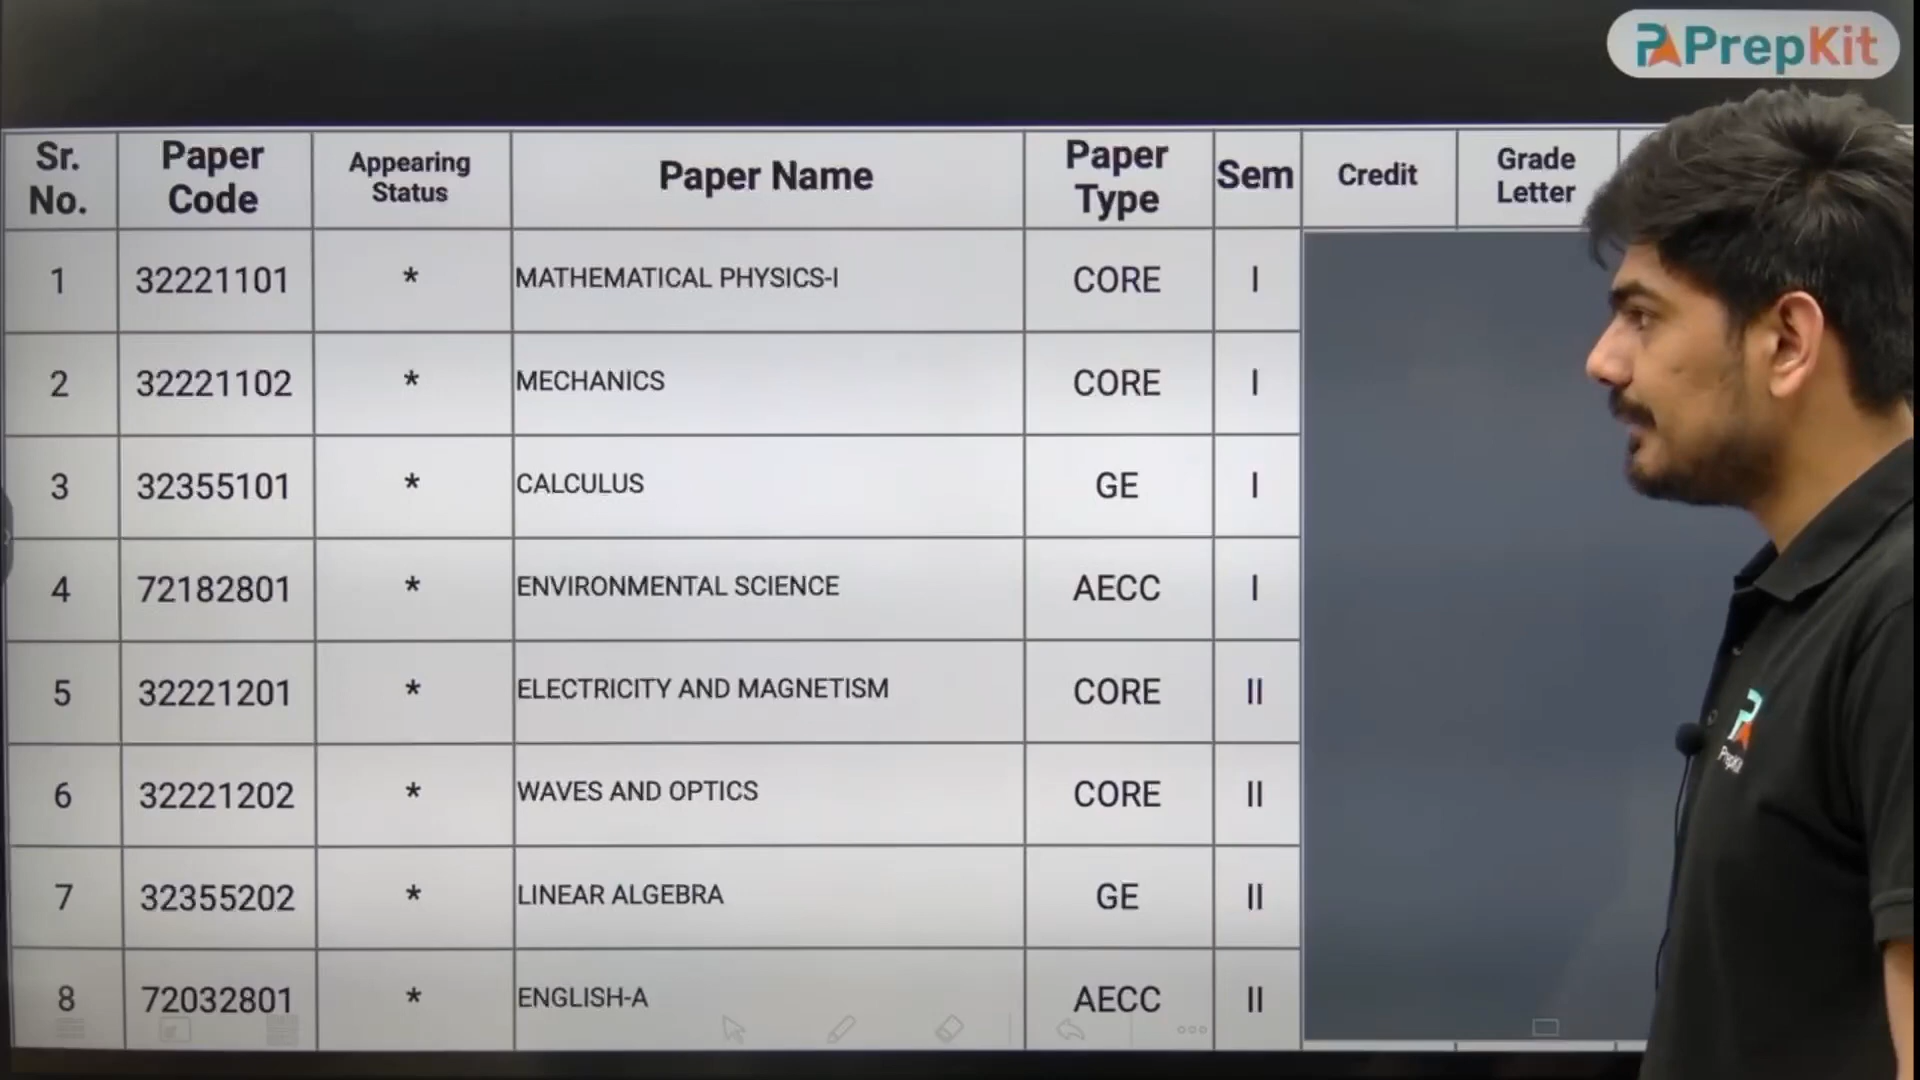 PrepKit
Sr. No. Paper Code Appearing Status Paper Name Paper Type Sem Credit Grade Letter
1 32221101 * MATHEMATICAL PHYSICS-I CORE I
2 32221102 * MECHANICS CORE I
3 32355101 * CALCULUS GE I
4 72182801 * ENVIRONMENTAL SCIENCE AECC I
5 32221201 * ELECTRICITY AND MAGNETISM CORE II
6 32221202 * WAVES AND OPTICS CORE II
7 32355202 * LINEAR ALGEBRA GE II
8 72032801 * ENGLISH-A AECC II
PrepKit